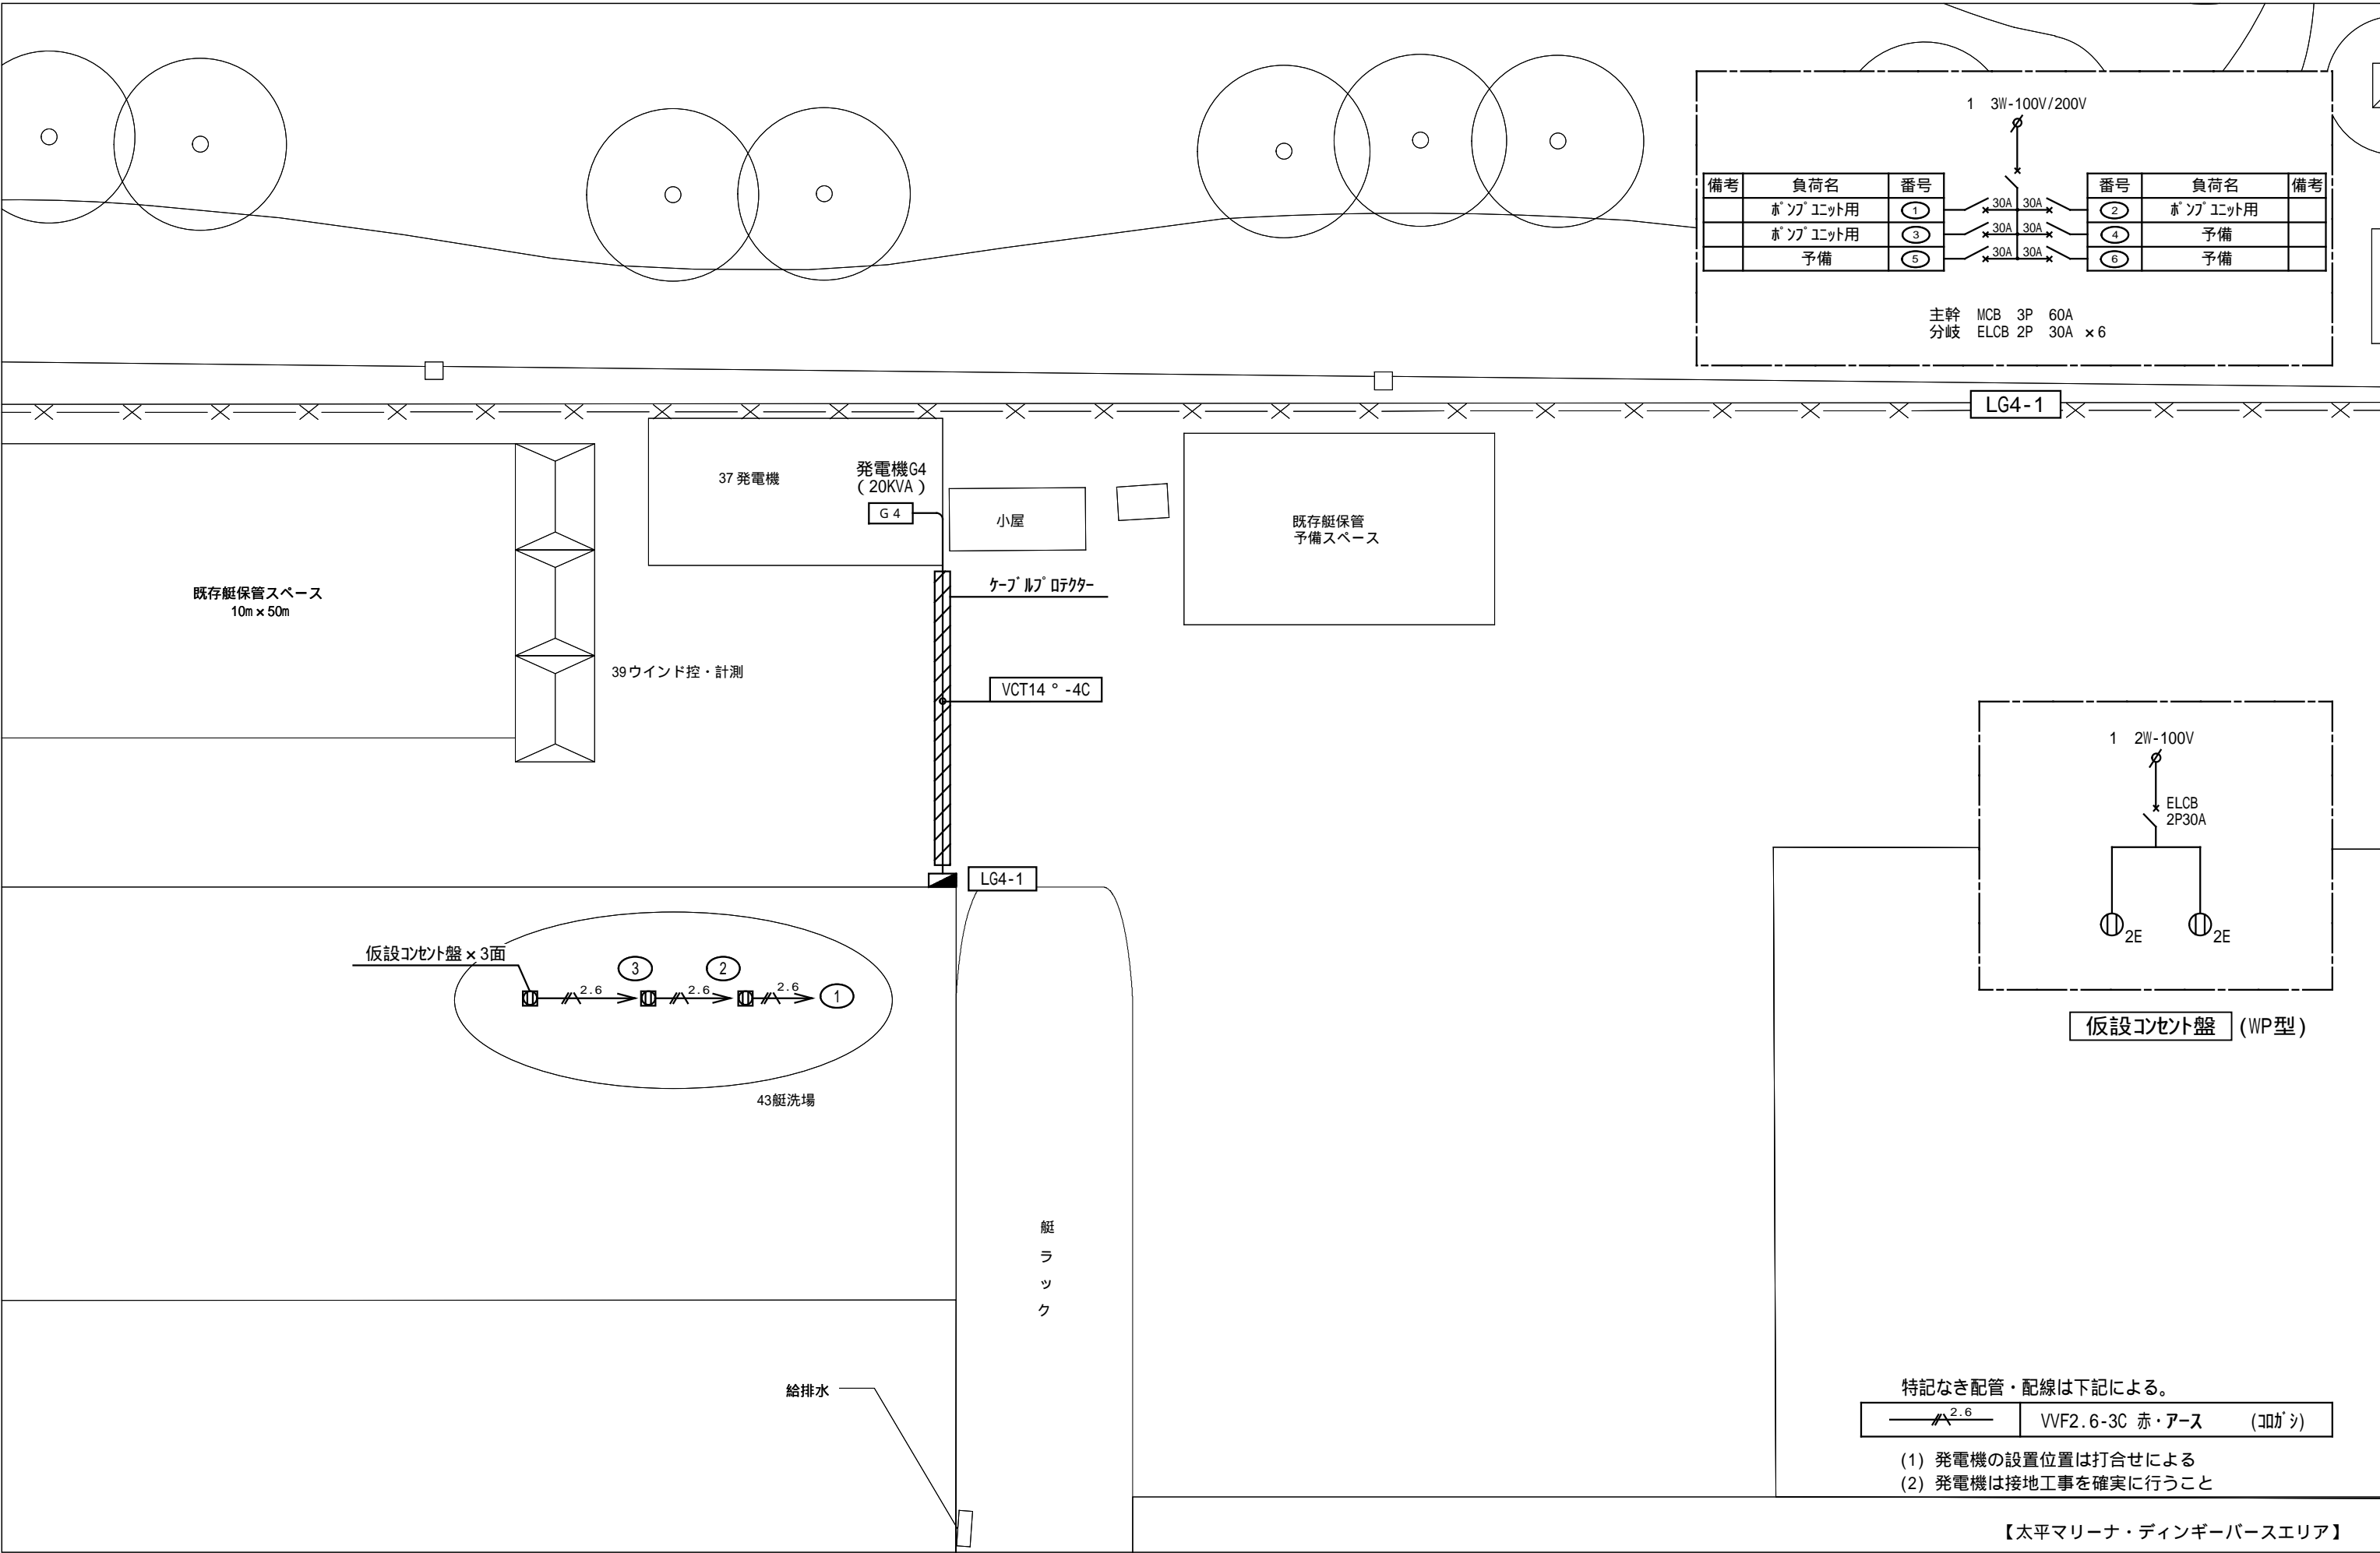 1 3W-100V/200V
備考 負荷名 番号 番号 負荷名 備考
ﾎﾟﾝﾌﾟﾕﾆｯﾄ用 1 30A 30A 2 ﾎﾟﾝﾌﾟﾕﾆｯﾄ用
ﾎﾟﾝﾌﾟﾕﾆｯﾄ用 3 30A 30A 4 予備
予備 5 30A 30A 6 予備
主幹 MCB 3P 60A
分岐 ELCB 2P 30A ×6
LG4-1
37発電機
発電機G4
(20KVA)
G4
小屋
既存艇保管
予備スペース
ｹｰﾌﾞﾙﾌﾟﾛﾃｸﾀｰ
既存艇保管スペース
10m×50m
39ウインド控・計測
VCT14°-4C
1 2W-100V
ELCB
2P30A
2E 2E
仮設ｺﾝｾﾝﾄ盤 (WP型)
LG4-1
仮設ｺﾝｾﾝﾄ盤×3面
3 2
2.6 2.6 2.6 1
43艇洗場
艇
ラ
ッ
ク
給排水
特記なき配管・配線は下記による。
2.6 VVF2.6-3C 赤・アース (ｺﾛｶﾞｼ)
(1) 発電機の設置位置は打合せによる
(2) 発電機は接地工事を確実に行うこと
【太平マリーナ・ディンギーバースエリア】